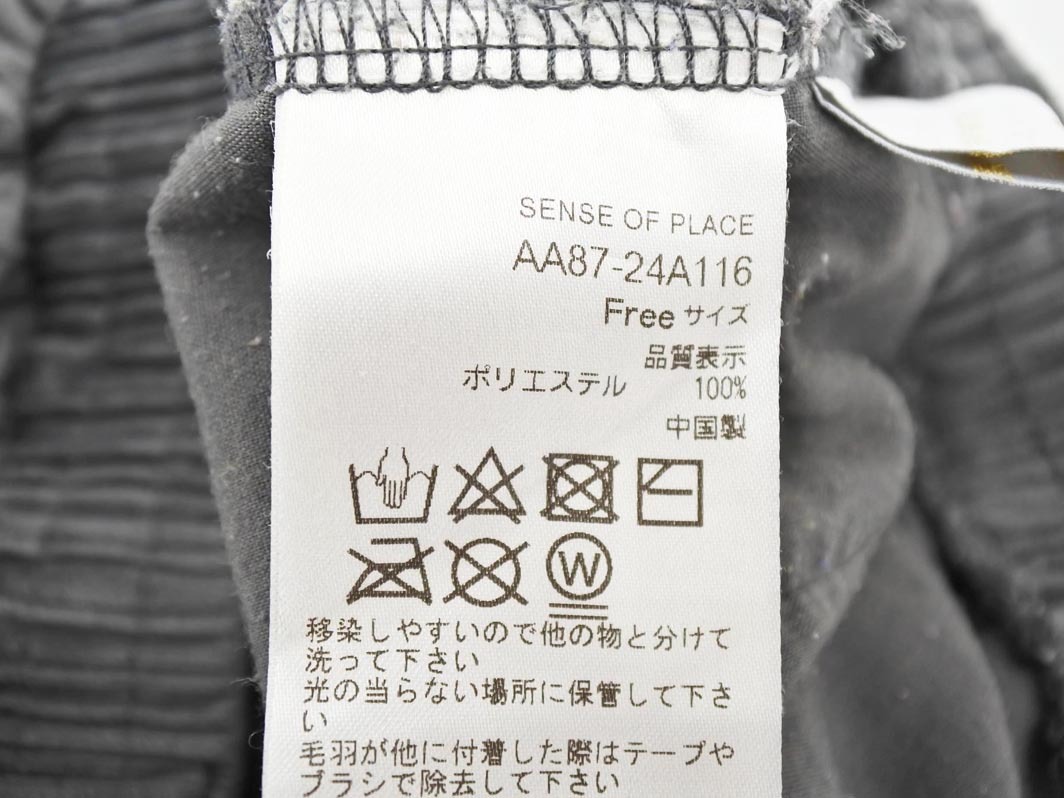 SENSE OF PLACE
AA87-24A116
Free サイズ
品質表示
ポリエステル 100%
中国製
W
移染しやすいので他の物と分けて
洗って下さい
光の当らない場所に保管して下さ
い
毛羽が他に付着した際はテープや
ブラシで除去して下さい